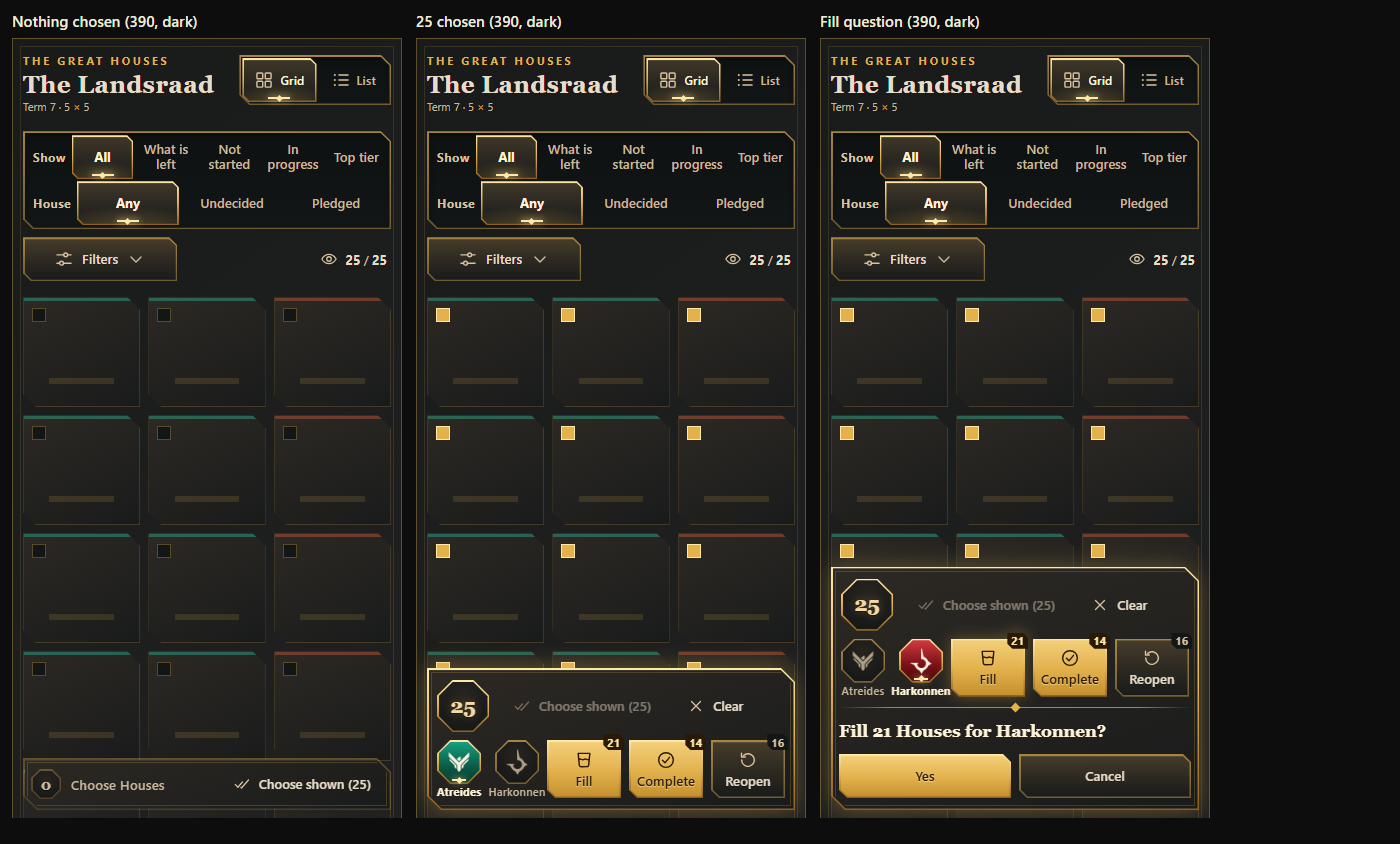 Nothing chosen (390, dark)
THE GREAT HOUSES
The Landsraad
Term 7 · 5 × 5
Grid
List
Show
All
What is left
Not started
In progress
Top tier
House
Any
Undecided
Pledged
Filters
25 / 25
0
Choose Houses
Choose shown (25)
25 chosen (390, dark)
THE GREAT HOUSES
The Landsraad
Term 7 · 5 × 5
Grid
List
Show
All
What is left
Not started
In progress
Top tier
House
Any
Undecided
Pledged
Filters
25 / 25
25
Choose shown (25)
Clear
Atreides
Harkonnen
21
Fill
14
Complete
16
Reopen
Fill question (390, dark)
THE GREAT HOUSES
The Landsraad
Term 7 · 5 × 5
Grid
List
Show
All
What is left
Not started
In progress
Top tier
House
Any
Undecided
Pledged
Filters
25 / 25
25
Choose shown (25)
Clear
Atreides
Harkonnen
21
Fill
14
Complete
16
Reopen
Fill 21 Houses for Harkonnen?
Yes
Cancel